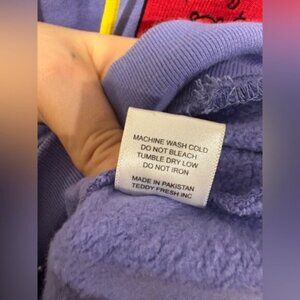 MACHINE WASH COLD
DO NOT BLEACH
TUMBLE DRY LOW
DO NOT IRON
MADE IN PAKISTAN
TEDDY FRESH INC